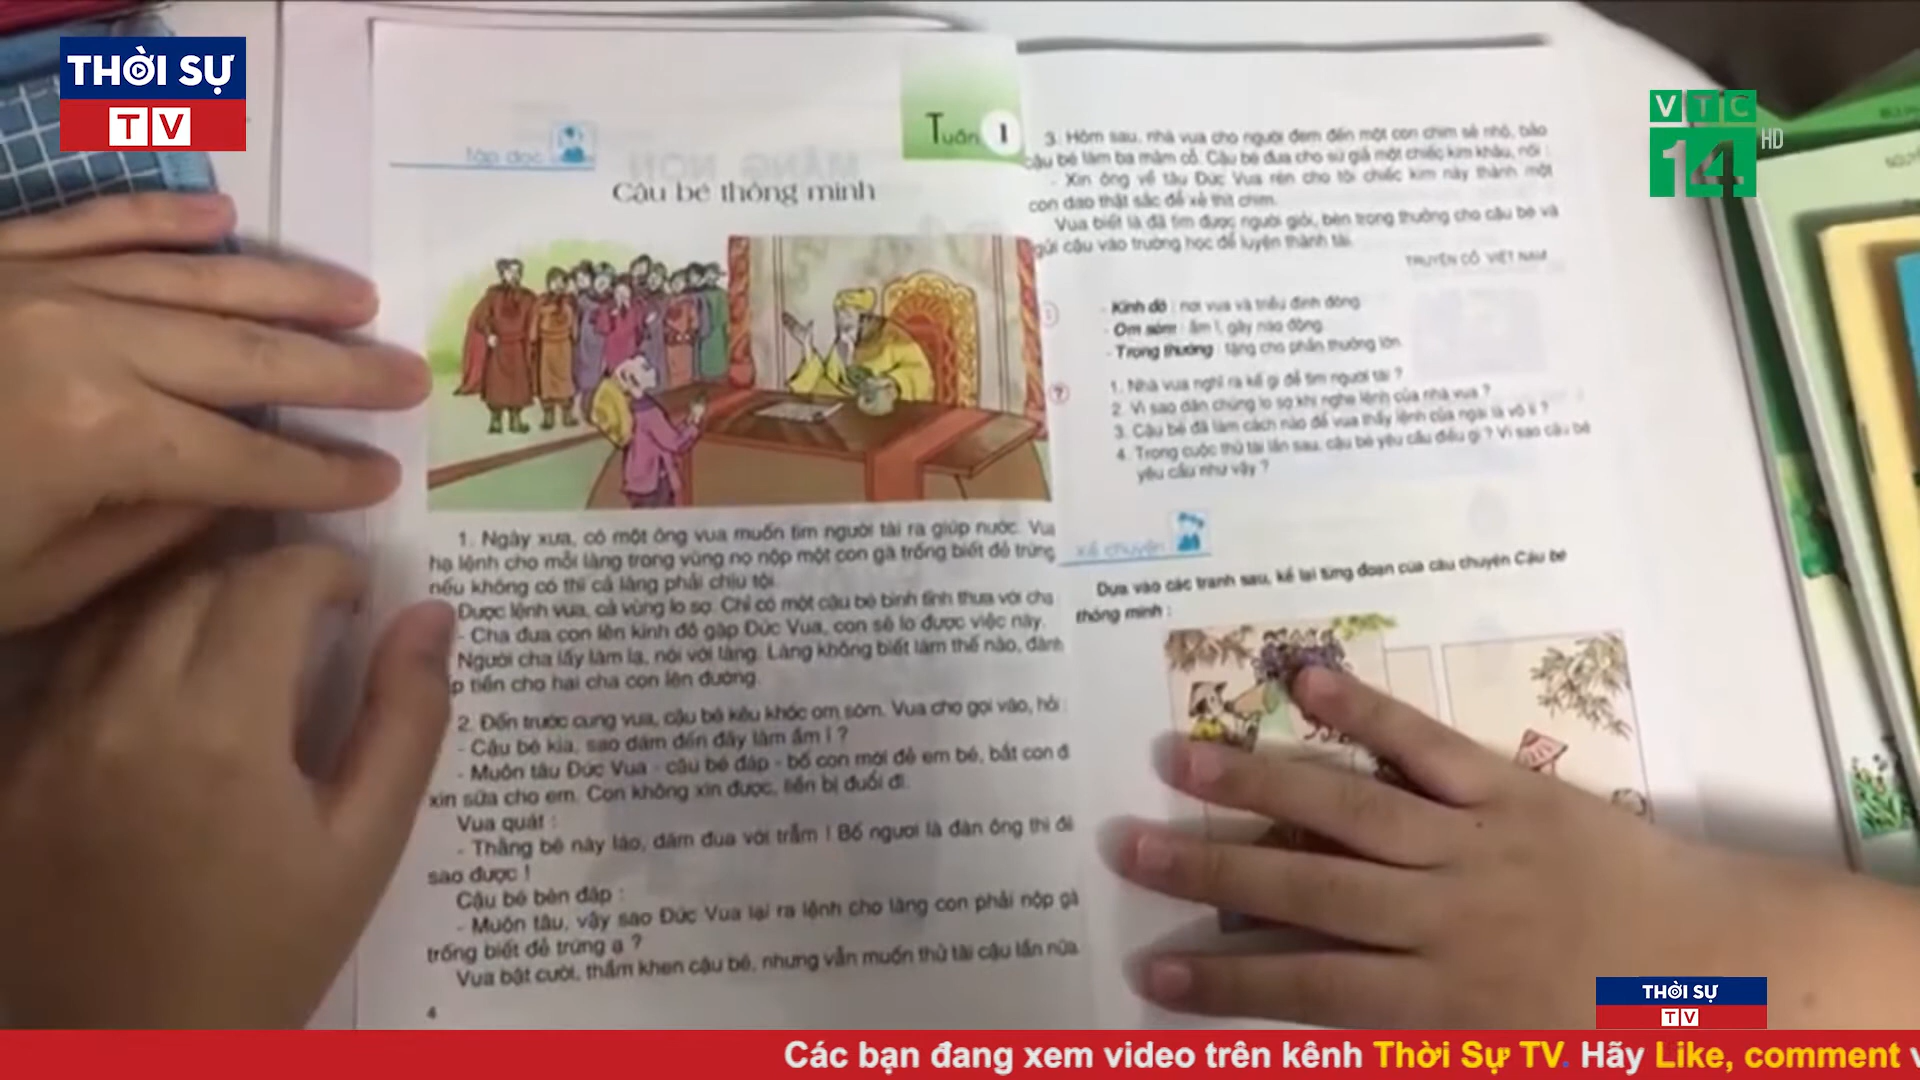 THỜI SỰ
TV
VTC
14
HD
Tuần 1
Tập đọc
Cậu bé thông minh
1. Ngày xưa, có một ông vua muốn tìm người tài ra giúp nước. Vua
hạ lệnh cho mỗi làng trong vùng nọ nộp một con gà trống biết đẻ trứng,
nếu không có thì cả làng phải chịu tội.
Được lệnh vua, cả vùng lo sợ. Chỉ có một cậu bé bình tĩnh thưa với cha
- Cha đưa con lên kinh đô gặp Đức Vua, con sẽ lo được việc này.
Người cha lấy làm lạ, nói với làng. Làng không biết làm thế nào, đành
p tiền cho hai cha con lên đường.
2. Đến trước cung vua, cậu bé kêu khóc om sòm. Vua cho gọi vào, hỏi :
- Cậu bé kia, sao dám đến đây làm ầm ĩ ?
- Muôn tâu Đức Vua - cậu bé đáp - bố con mới đẻ em bé, bắt con đ
xin sữa cho em. Con không xin được, liền bị đuổi đi.
Vua quát :
- Thằng bé này láo, dám đùa với trẫm ! Bố ngươi là đàn ông thì đẻ
sao được !
Cậu bé bèn đáp :
- Muôn tâu, vậy sao Đức Vua lại ra lệnh cho làng con phải nộp gà
trống biết đẻ trứng ạ ?
Vua bật cười, thầm khen cậu bé, nhưng vẫn muốn thử tài cậu lần nữa.
4
3. Hôm sau, nhà vua cho người đem đến một con chim sẻ nhỏ, bảo
cậu bé làm ba mâm cỗ. Cậu bé đưa cho sứ giả một chiếc kim khâu, nói :
- Xin ông về tâu Đức Vua rèn cho tôi chiếc kim này thành một
con dao thật sắc để xẻ thịt chim.
Vua biết là đã tìm được người giỏi, bèn trọng thưởng cho cậu bé và
gửi cậu vào trường học để luyện thành tài.
TRUYỆN CỔ VIỆT NAM
- Kinh đô : nơi vua và triều đình đóng.
- Om sòm : ầm ĩ, gây náo động.
- Trọng thưởng : tặng cho phần thưởng lớn.
?
1. Nhà vua nghĩ ra kế gì để tìm người tài ?
2. Vì sao dân chúng lo sợ khi nghe lệnh của nhà vua ?
3. Cậu bé đã làm cách nào để vua thấy lệnh của ngài là vô lí ?
4. Trong cuộc thử tài lần sau, cậu bé yêu cầu điều gì ? Vì sao cậu bé
yêu cầu như vậy ?
Kể chuyện
Dựa vào các tranh sau, kể lại từng đoạn của câu chuyện Cậu bé
thông minh :
THỜI SỰ
TV
Các bạn đang xem video trên kênh Thời Sự TV. Hãy Like, comment v